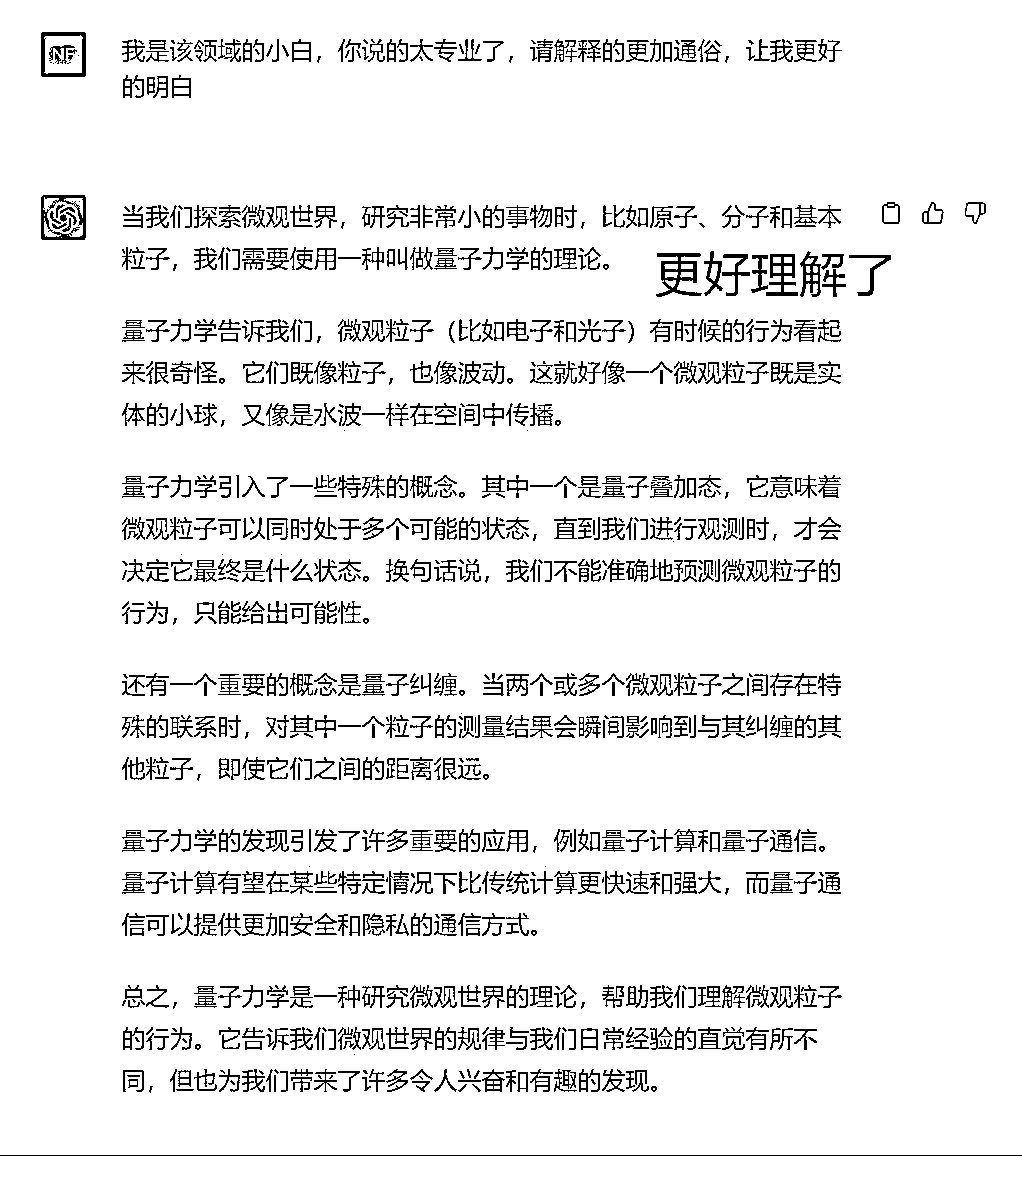 NF
我是该领域的小白，你说的太专业了，请解释的更加通俗，让我更好
的明白
当我们探索微观世界，研究非常小的事物时，比如原子、分子和基本
粒子，我们需要使用一种叫做量子力学的理论。
更好理解了
量子力学告诉我们，微观粒子（比如电子和光子）有时候的行为看起
来很奇怪。它们既像粒子，也像波动。这就好像一个微观粒子既是实
体的小球，又像是水波一样在空间中传播。
量子力学引入了一些特殊的概念。其中一个是量子叠加态，它意味着
微观粒子可以同时处于多个可能的状态，直到我们进行观测时，才会
决定它最终是什么状态。换句话说，我们不能准确地预测微观粒子的
行为，只能给出可能性。
还有一个重要的概念是量子纠缠。当两个或多个微观粒子之间存在特
殊的联系时，对其中一个粒子的测量结果会瞬间影响到与其纠缠的其
他粒子，即使它们之间的距离很远。
量子力学的发现引发了许多重要的应用，例如量子计算和量子通信。
量子计算有望在某些特定情况下比传统计算更快速和强大，而量子通
信可以提供更加安全和隐私的通信方式。
总之，量子力学是一种研究微观世界的理论，帮助我们理解微观粒子
的行为。它告诉我们微观世界的规律与我们日常经验的直觉有所不
同，但也为我们带来了许多令人兴奋和有趣的发现。